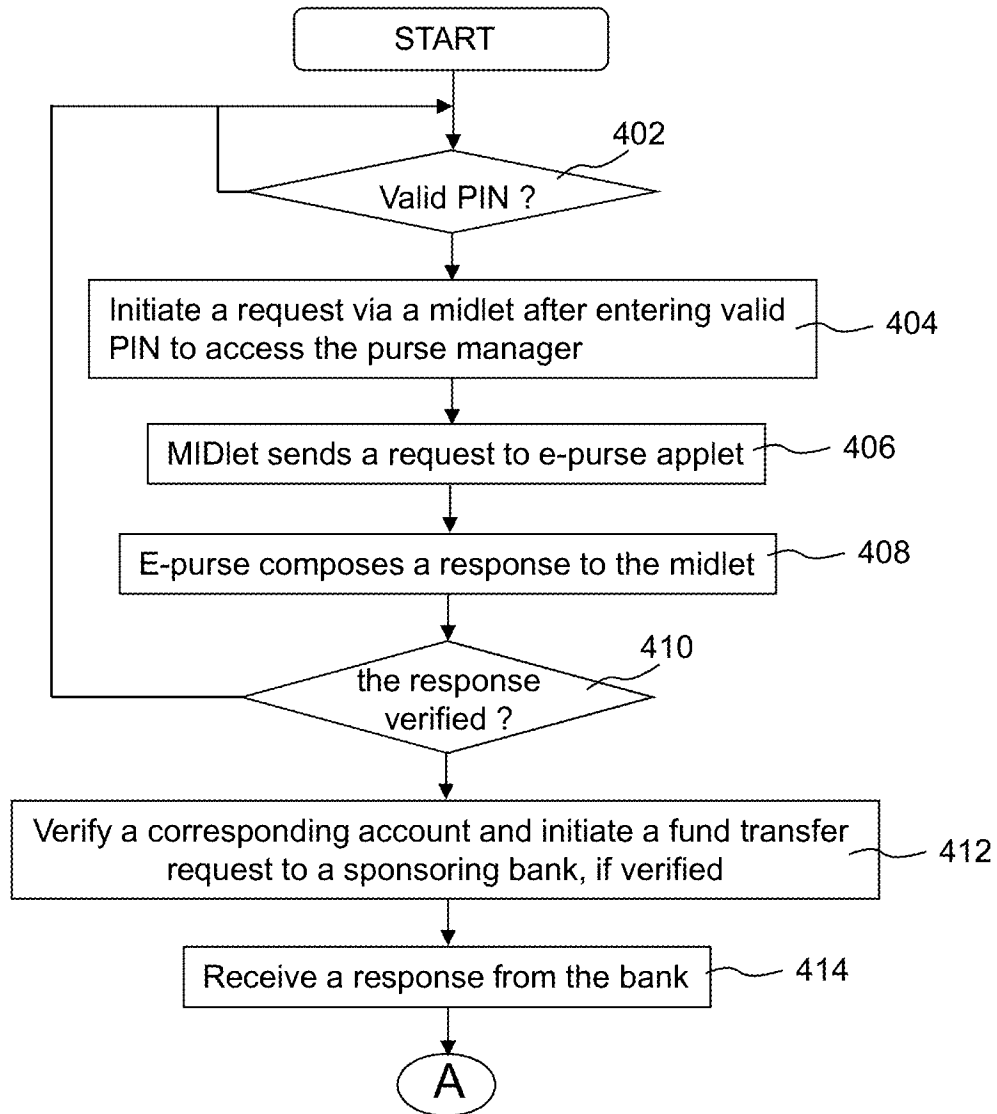 START
402
Valid PIN ?
Initiate a request via a midlet after entering valid
PIN to access the purse manager
404
MIDlet sends a request to e-purse applet
406
E-purse composes a response to the midlet
408
410
the response
verified ?
Verify a corresponding account and initiate a fund transfer
request to a sponsoring bank, if verified
412
Receive a response from the bank
414
A